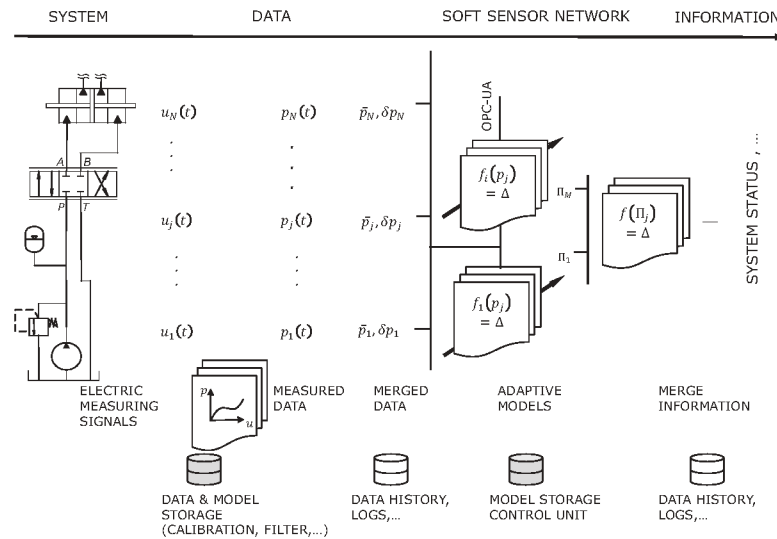 SYSTEM DATA SOFT SENSOR NETWORK INFORMATION
u_N(t) p_N(t) p̄_N, δp_N
OPC-UA
A B
f_i(p_j)
= Δ
Π_M
f(Π_j)
= Δ
SYSTEM STATUS , ...
P T
u_j(t) p_j(t) p̄_j, δp_j
Π_1
f_1(p_j)
= Δ
u_1(t) p_1(t) p̄_1, δp_1
p
u
ELECTRIC
MEASURING
SIGNALS
MEASURED
DATA
MERGED
DATA
ADAPTIVE
MODELS
MERGE
INFORMATION
DATA & MODEL
STORAGE
(CALIBRATION, FILTER,...)
DATA HISTORY,
LOGS,...
MODEL STORAGE
CONTROL UNIT
DATA HISTORY,
LOGS,...